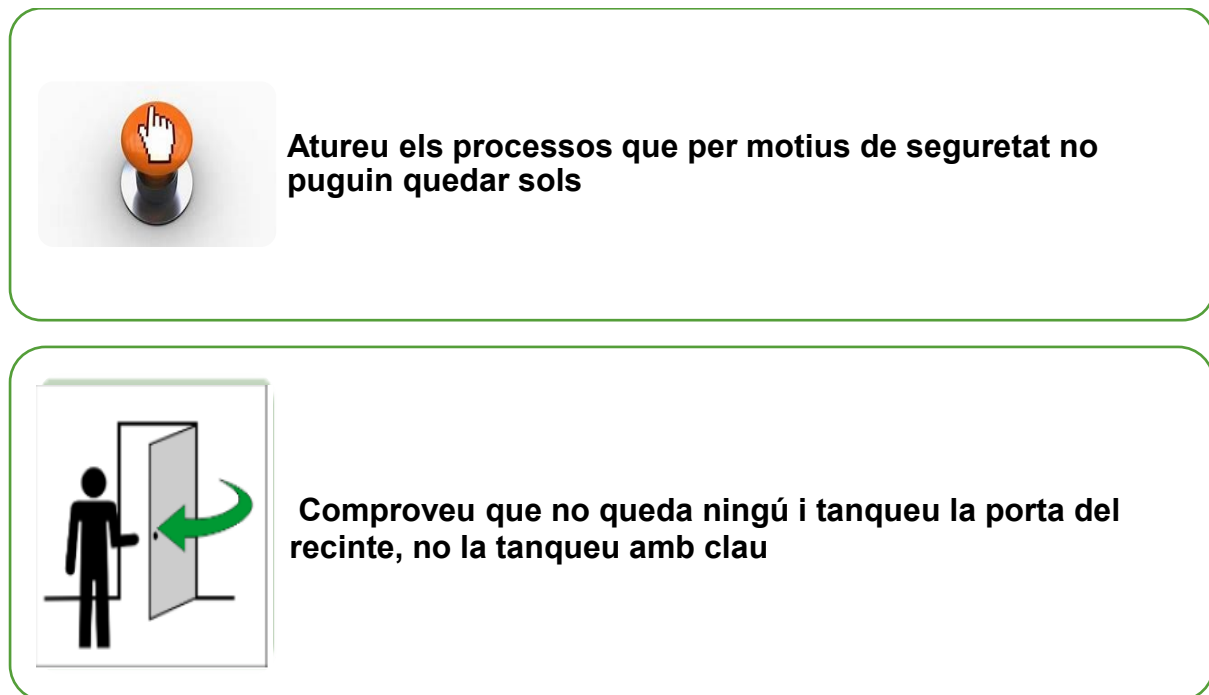 Atureu els processos que per motius de seguretat no
puguin quedar sols
Comproveu que no queda ningú i tanqueu la porta del
recinte, no la tanqueu amb clau